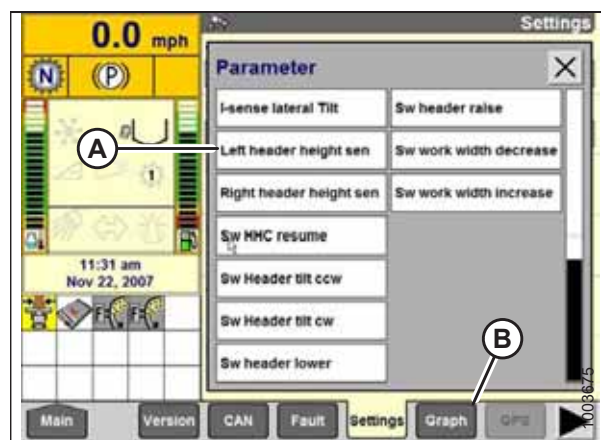 0.0 mph
Settings
N
(P)
Parameter
X
I-sense lateral Tilt
Sw header raise
A
Left header height sen
Sw work width decrease
1
Right header height sen
Sw work width increase
Sw HHC resume
11:31 am
Nov 22, 2007
Sw Header tilt ccw
Sw Header tilt cw
B
Sw header lower
Main
Version
CAN
Fault
Settings
Graph
GPS
1003675